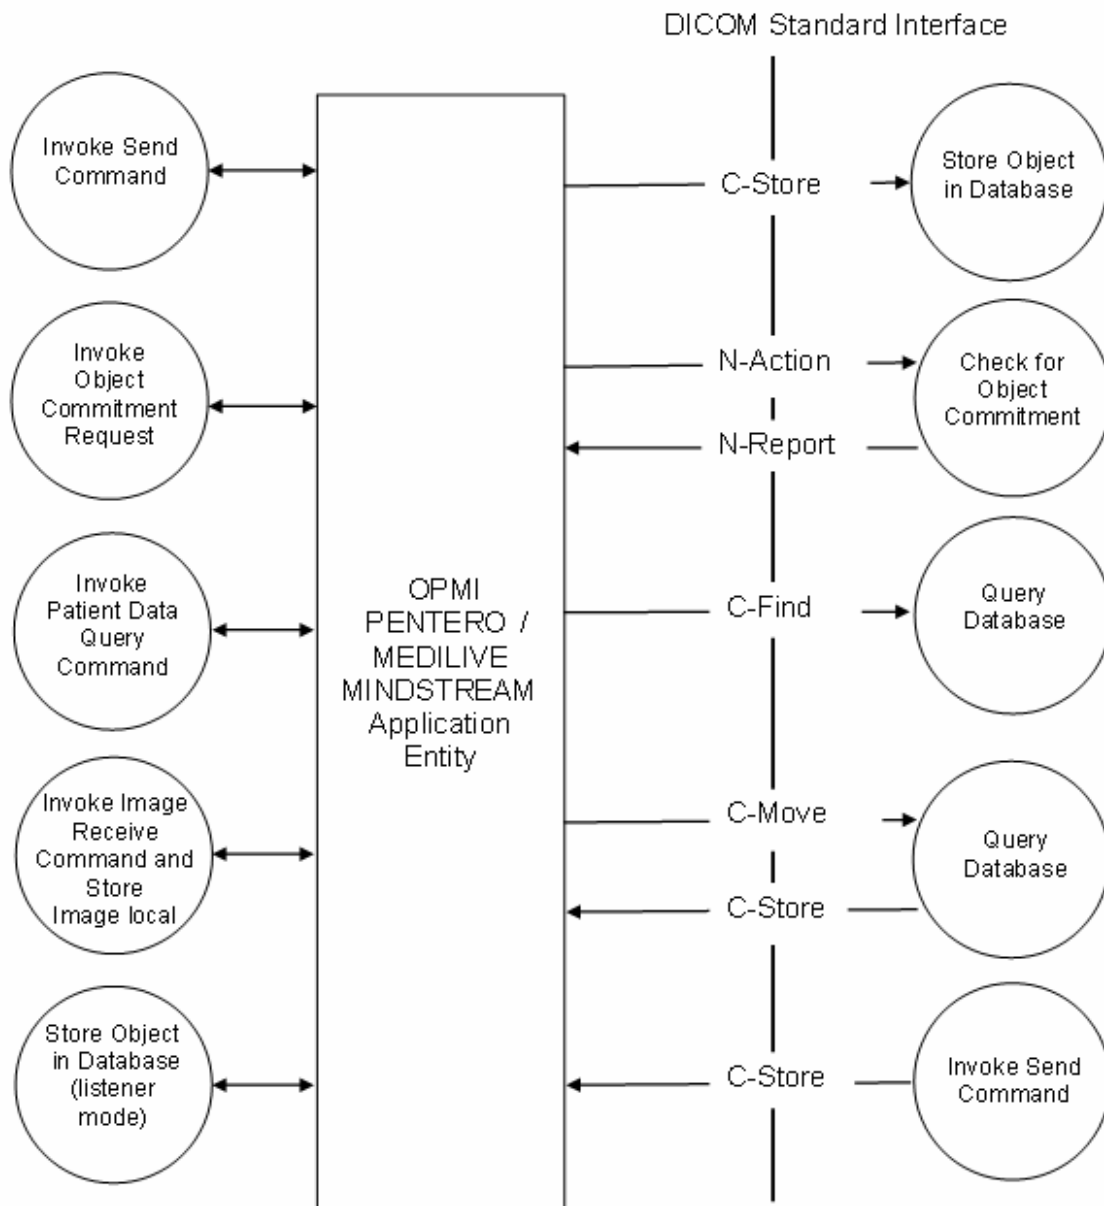 DICOM Standard Interface
Invoke Send
Command
C-Store
Store Object
in Database
Invoke
Object
Commitment
Request
N-Action
N-Report
Check for
Object
Commitment
Invoke
Patient Data
Query
Command
OPMI
PENTERO /
MEDILIVE
MINDSTREAM
Application
Entity
C-Find
Query
Database
Invoke Image
Receive
Command and
Store
Image local
C-Move
C-Store
Query
Database
Store Object
in Database
(listener
mode)
C-Store
Invoke Send
Command